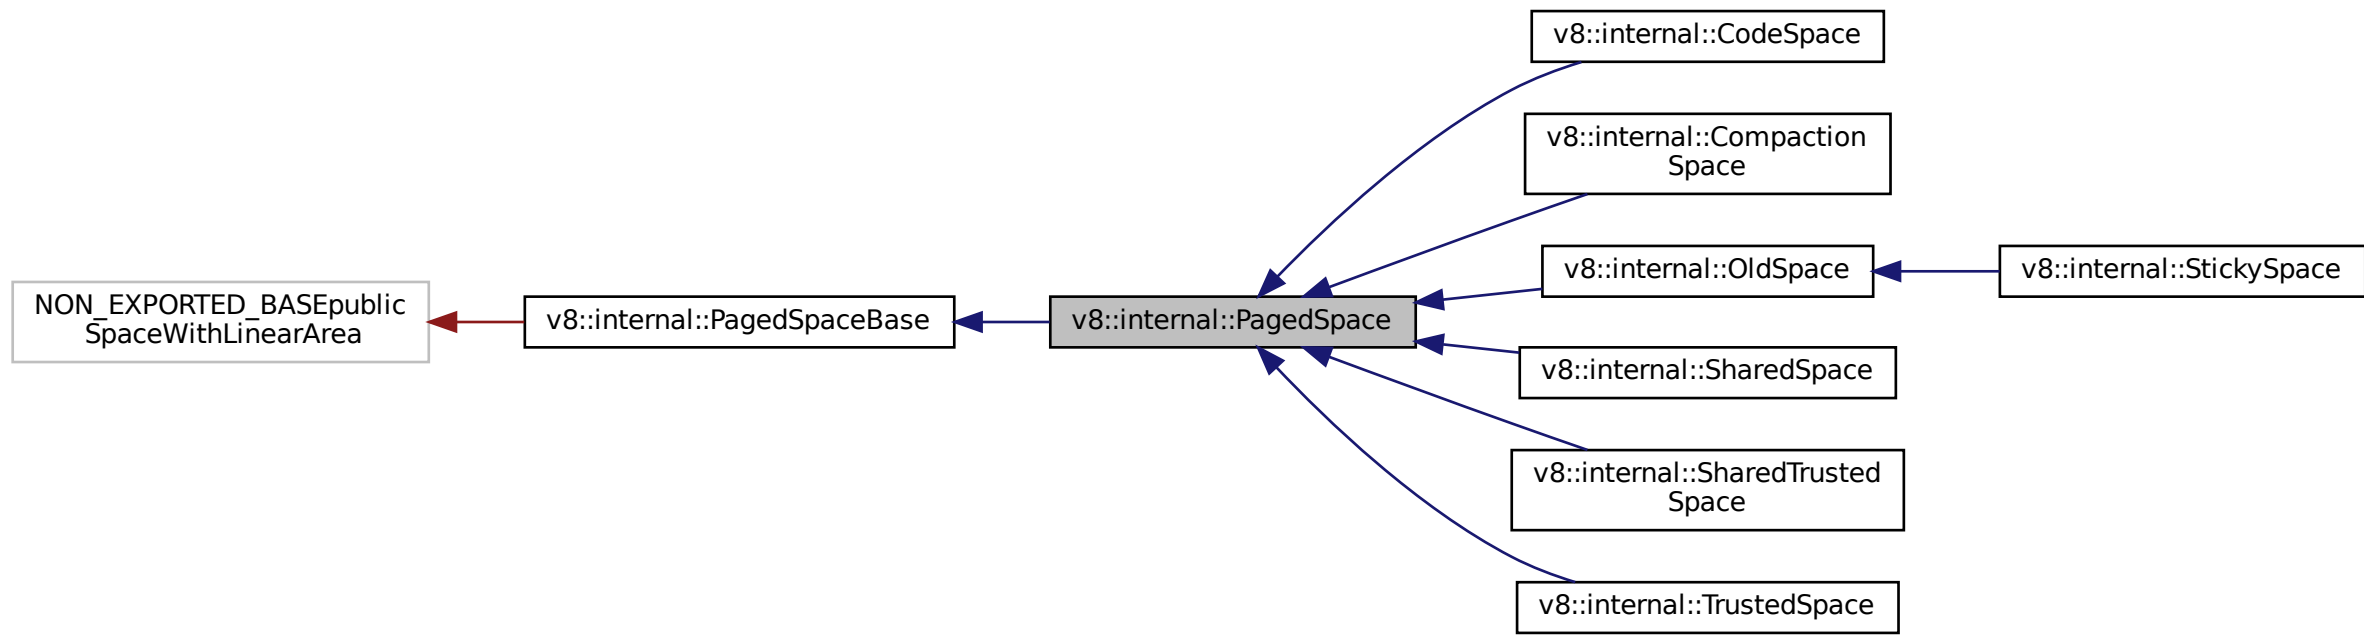 v8::internal::CodeSpace
v8::internal::Compaction
Space
v8::internal::OldSpace
v8::internal::StickySpace
NON_EXPORTED_BASEpublic
SpaceWithLinearArea
v8::internal::PagedSpaceBase
v8::internal::PagedSpace
v8::internal::SharedSpace
v8::internal::SharedTrusted
Space
v8::internal::TrustedSpace